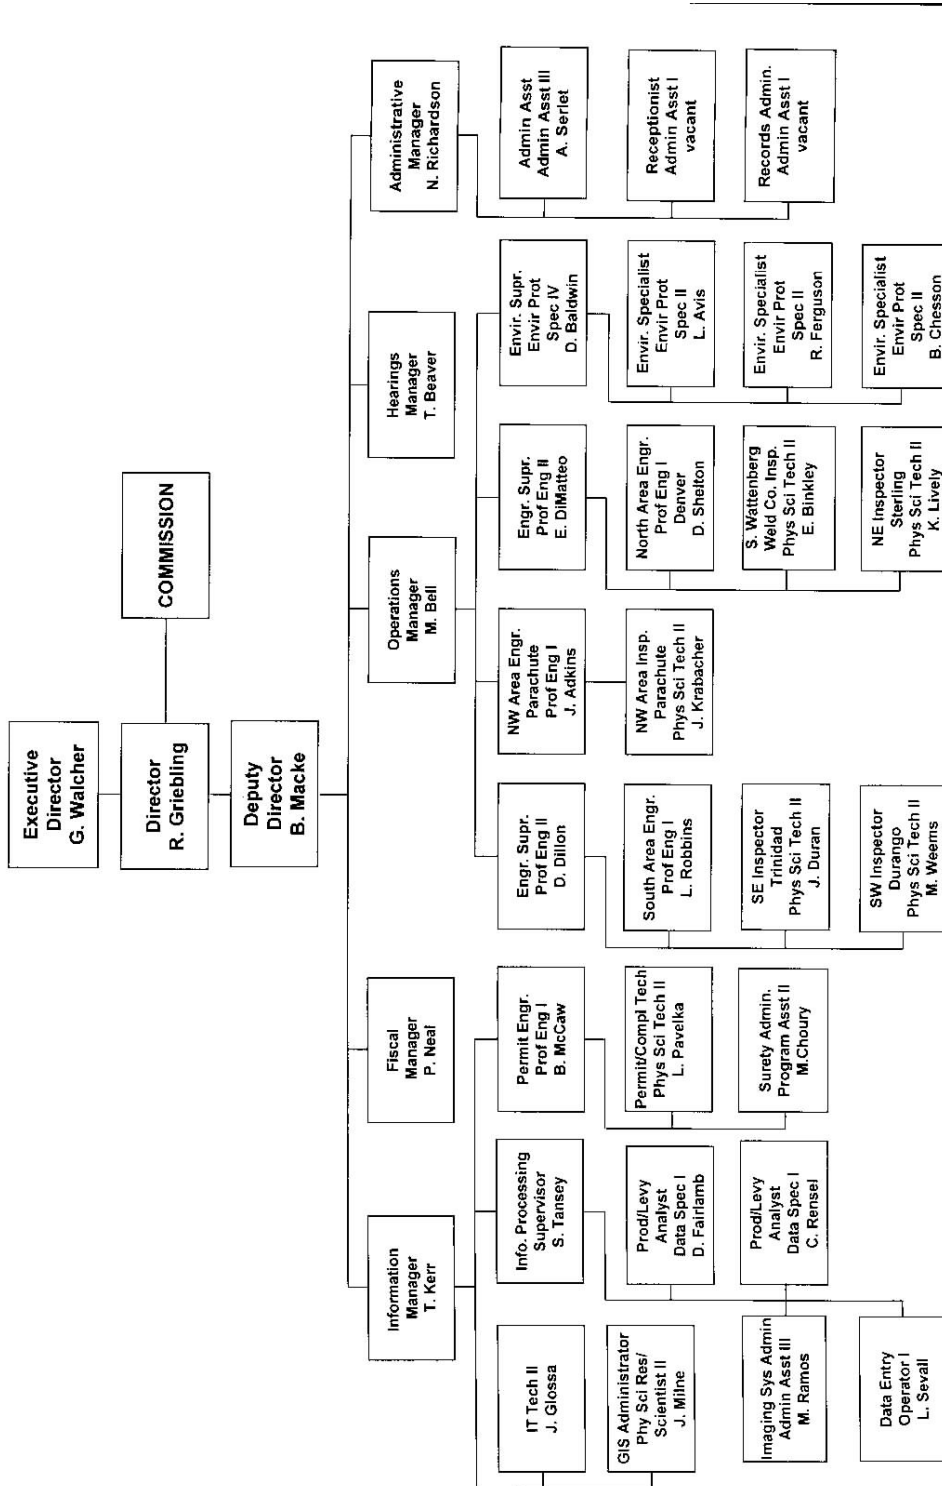 Executive
Director
G. Walcher
Director
R. Griebling
COMMISSION
Deputy
Director
B. Macke
Information
Manager
T. Kerr
Fiscal
Manager
P. Neal
Operations
Manager
M. Bell
Hearings
Manager
T. Beaver
Administrative
Manager
N. Richardson
IT Tech II
J. Glossa
Info. Processing
Supervisor
S. Tansey
Permit Engr.
Prof Eng I
B. McCaw
Engr. Supr.
Prof Eng II
D. Dillon
NW Area Engr.
Parachute
Prof Eng I
J. Adkins
Engr. Supr.
Prof Eng II
E. DiMatteo
Envir. Supr.
Envir Prot
Spec IV
D. Baldwin
Admin Asst
Admin Asst III
A. Serlet
GIS Administrator
Phy Sci Res/
Scientist II
J. Milne
Prod/Levy
Analyst
Data Spec I
D. Fairlamb
Permit/Compl Tech
Phys Sci Tech II
L. Pavelka
South Area Engr.
Prof Eng I
L. Robbins
NW Area Insp.
Parachute
Phys Sci Tech II
J. Krabacher
North Area Engr.
Prof Eng I
Denver
D. Shelton
Envir. Specialist
Envir Prot
Spec II
L. Avis
Receptionist
Admin Asst I
vacant
Imaging Sys Admin
Admin Asst III
M. Ramos
Prod/Levy
Analyst
Data Spec I
C. Rensel
Surety Admin.
Program Asst II
M.Choury
SE Inspector
Trinidad
Phys Sci Tech II
J. Duran
S. Wattenberg
Weld Co. Insp.
Phys Sci Tech II
E. Binkley
Envir. Specialist
Envir Prot
Spec II
R. Ferguson
Records Admin.
Admin Asst I
vacant
Data Entry
Operator I
L. Sevall
SW Inspector
Durango
Phys Sci Tech II
M. Weems
NE Inspector
Sterling
Phys Sci Tech II
K. Lively
Envir. Specialist
Envir Prot
Spec II
B. Chesson